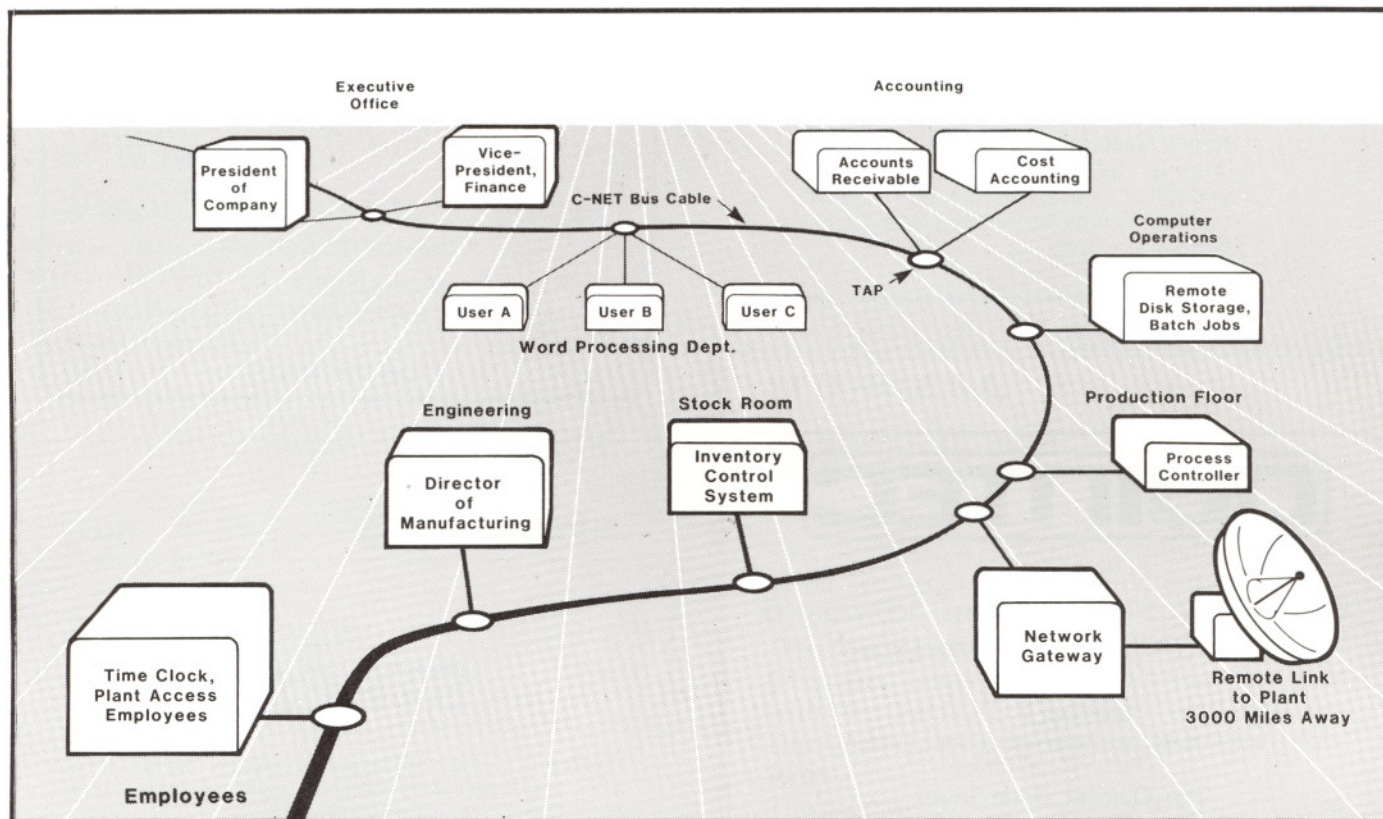 Executive
Office
Accounting
President
of
Company
Vice-
President,
Finance
C-NET Bus Cable
Accounts
Receivable
Cost
Accounting
TAP
Computer
Operations
Remote
Disk Storage,
Batch Jobs
User A
User B
User C
Word Processing Dept.
Engineering
Director
of
Manufacturing
Stock Room
Inventory
Control
System
Production Floor
Process
Controller
Network
Gateway
Remote Link
to Plant
3000 Miles Away
Time Clock,
Plant Access
Employees
Employees